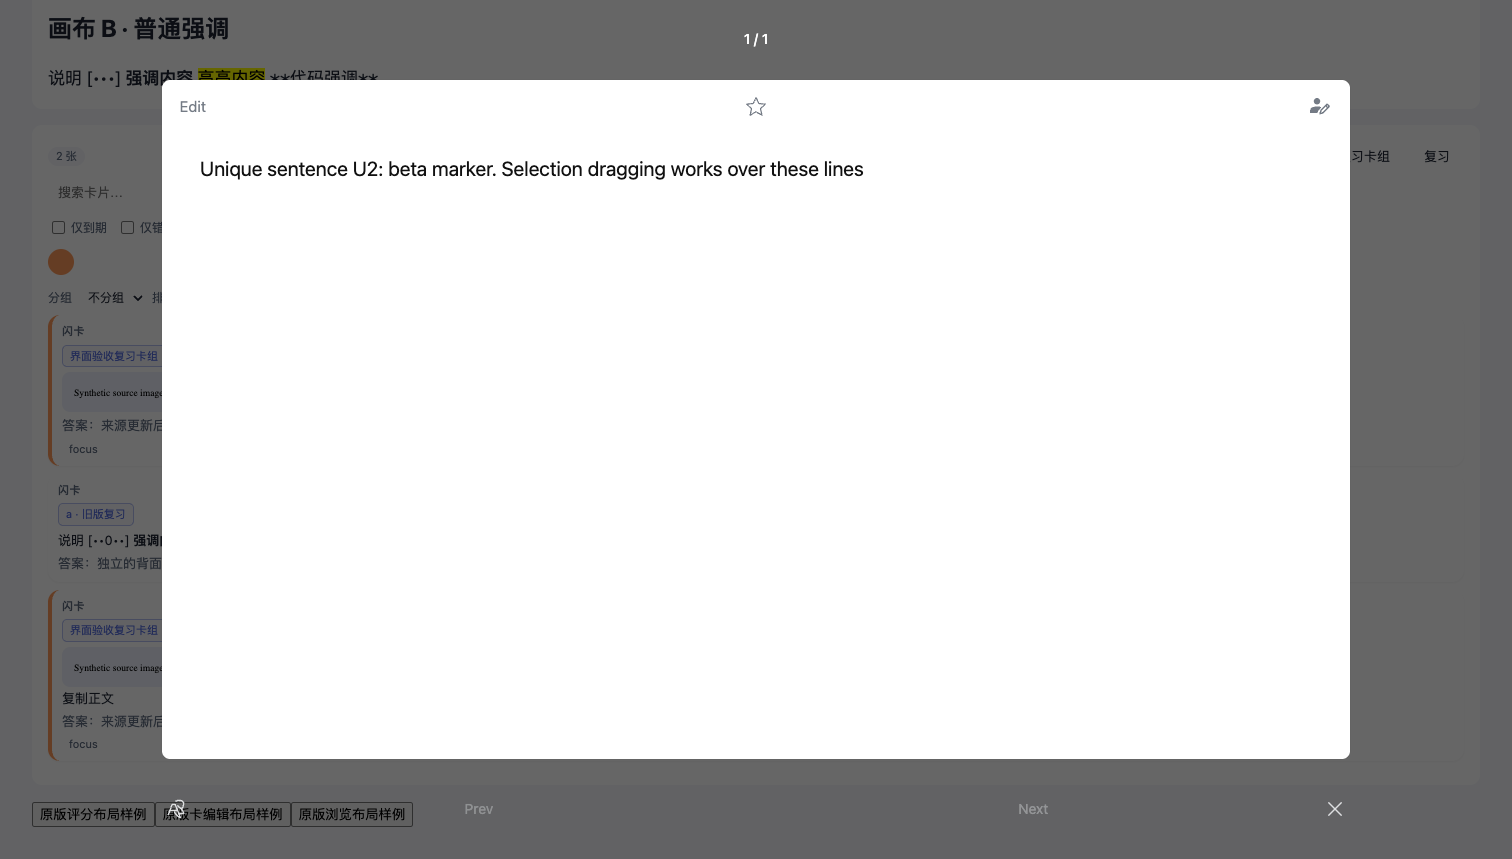 画布 B · 普通强调
1 / 1
说明 [•••] 强调内容 高亮内容 **代码强调**
Edit
Unique sentence U2: beta marker. Selection dragging works over these lines
2 张
习卡组
复习
搜索卡片...
仅到期
仅错
分组
不分组
排
闪卡
界面验收复习卡组
Synthetic source image
答案：来源更新后
focus
闪卡
a · 旧版复习
说明 [••0••] 强调
答案：独立的背面
闪卡
界面验收复习卡组
Synthetic source image
复制正文
答案：来源更新后
focus
原版评分布局样例
原版卡编辑布局样例
原版浏览布局样例
Prev
Next